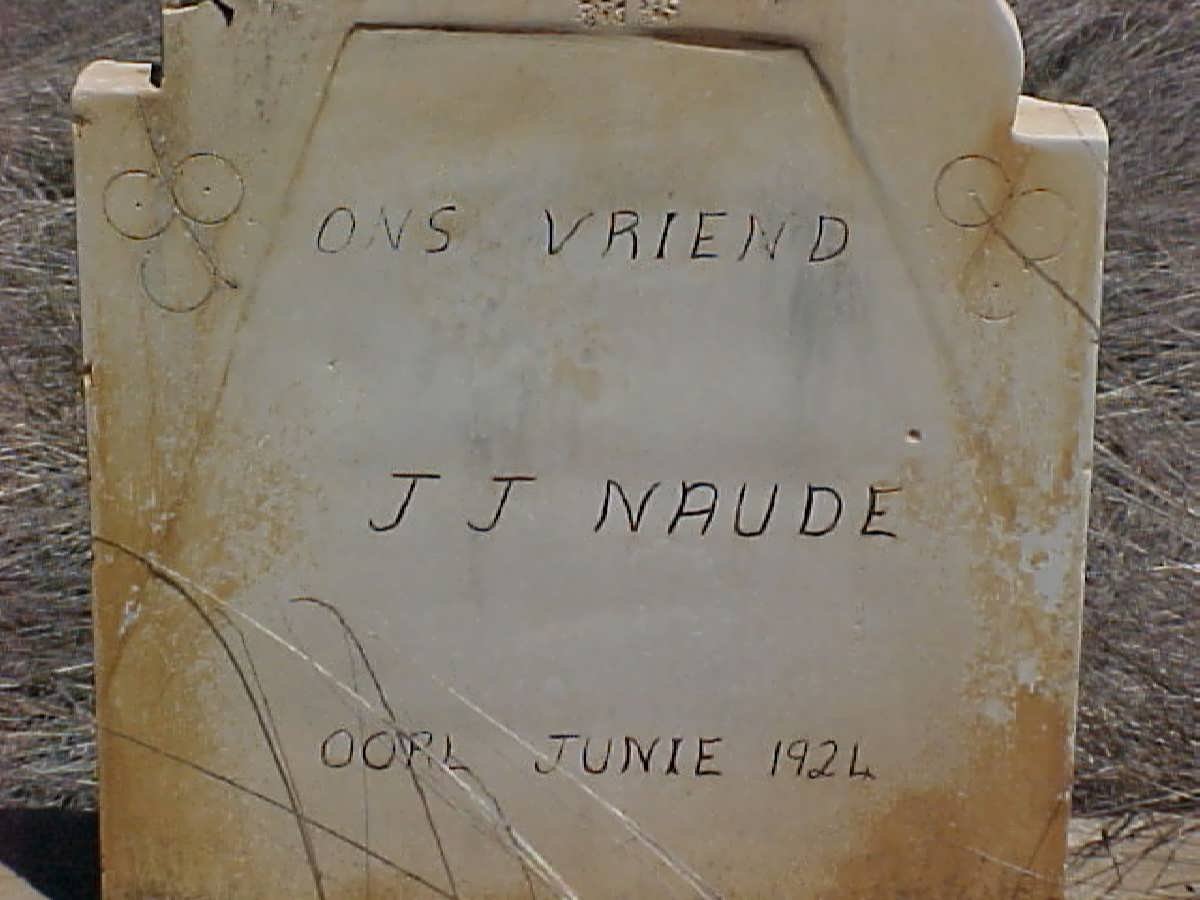 ONS VRIEND
J J NAUDE
OORL JUNIE 1924